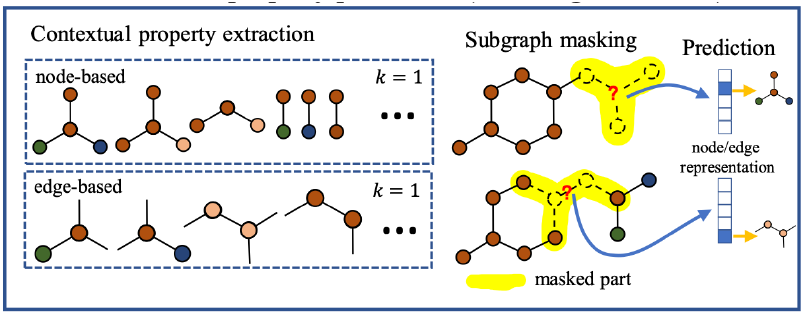 Contextual property extraction
Subgraph masking
Prediction
node-based
k = 1
...
?
node/edge
representation
edge-based
k = 1
...
?
masked part